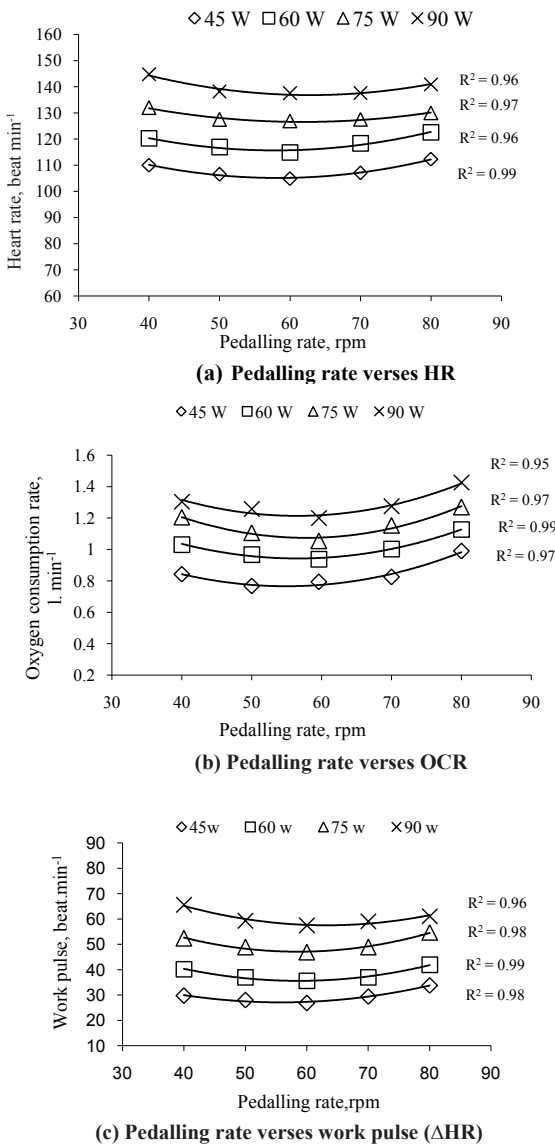 45 W 60 W 75 W 90 W
Heart rate, beat min-1
160
150
140
130
120
110
100
90
80
70
60
R2 = 0.96
R2 = 0.97
R2 = 0.96
R2 = 0.99
30 40 50 60 70 80 90
Pedalling rate, rpm
(a) Pedalling rate verses HR
45 W 60 W 75 W 90 W
Oxygen consumption rate,
l. min-1
1.6
1.4
1.2
1
0.8
0.6
0.4
0.2
R2 = 0.95
R2 = 0.97
R2 = 0.99
R2 = 0.97
30 40 50 60 70 80 90
Pedalling rate, rpm
(b) Pedalling rate verses OCR
45w 60 w 75 w 90 w
Work pulse, beat.min-1
90
80
70
60
50
40
30
20
10
R2 = 0.96
R2 = 0.98
R2 = 0.99
R2 = 0.98
30 40 50 60 70 80 90
Pedalling rate,rpm
(c) Pedalling rate verses work pulse (ΔHR)